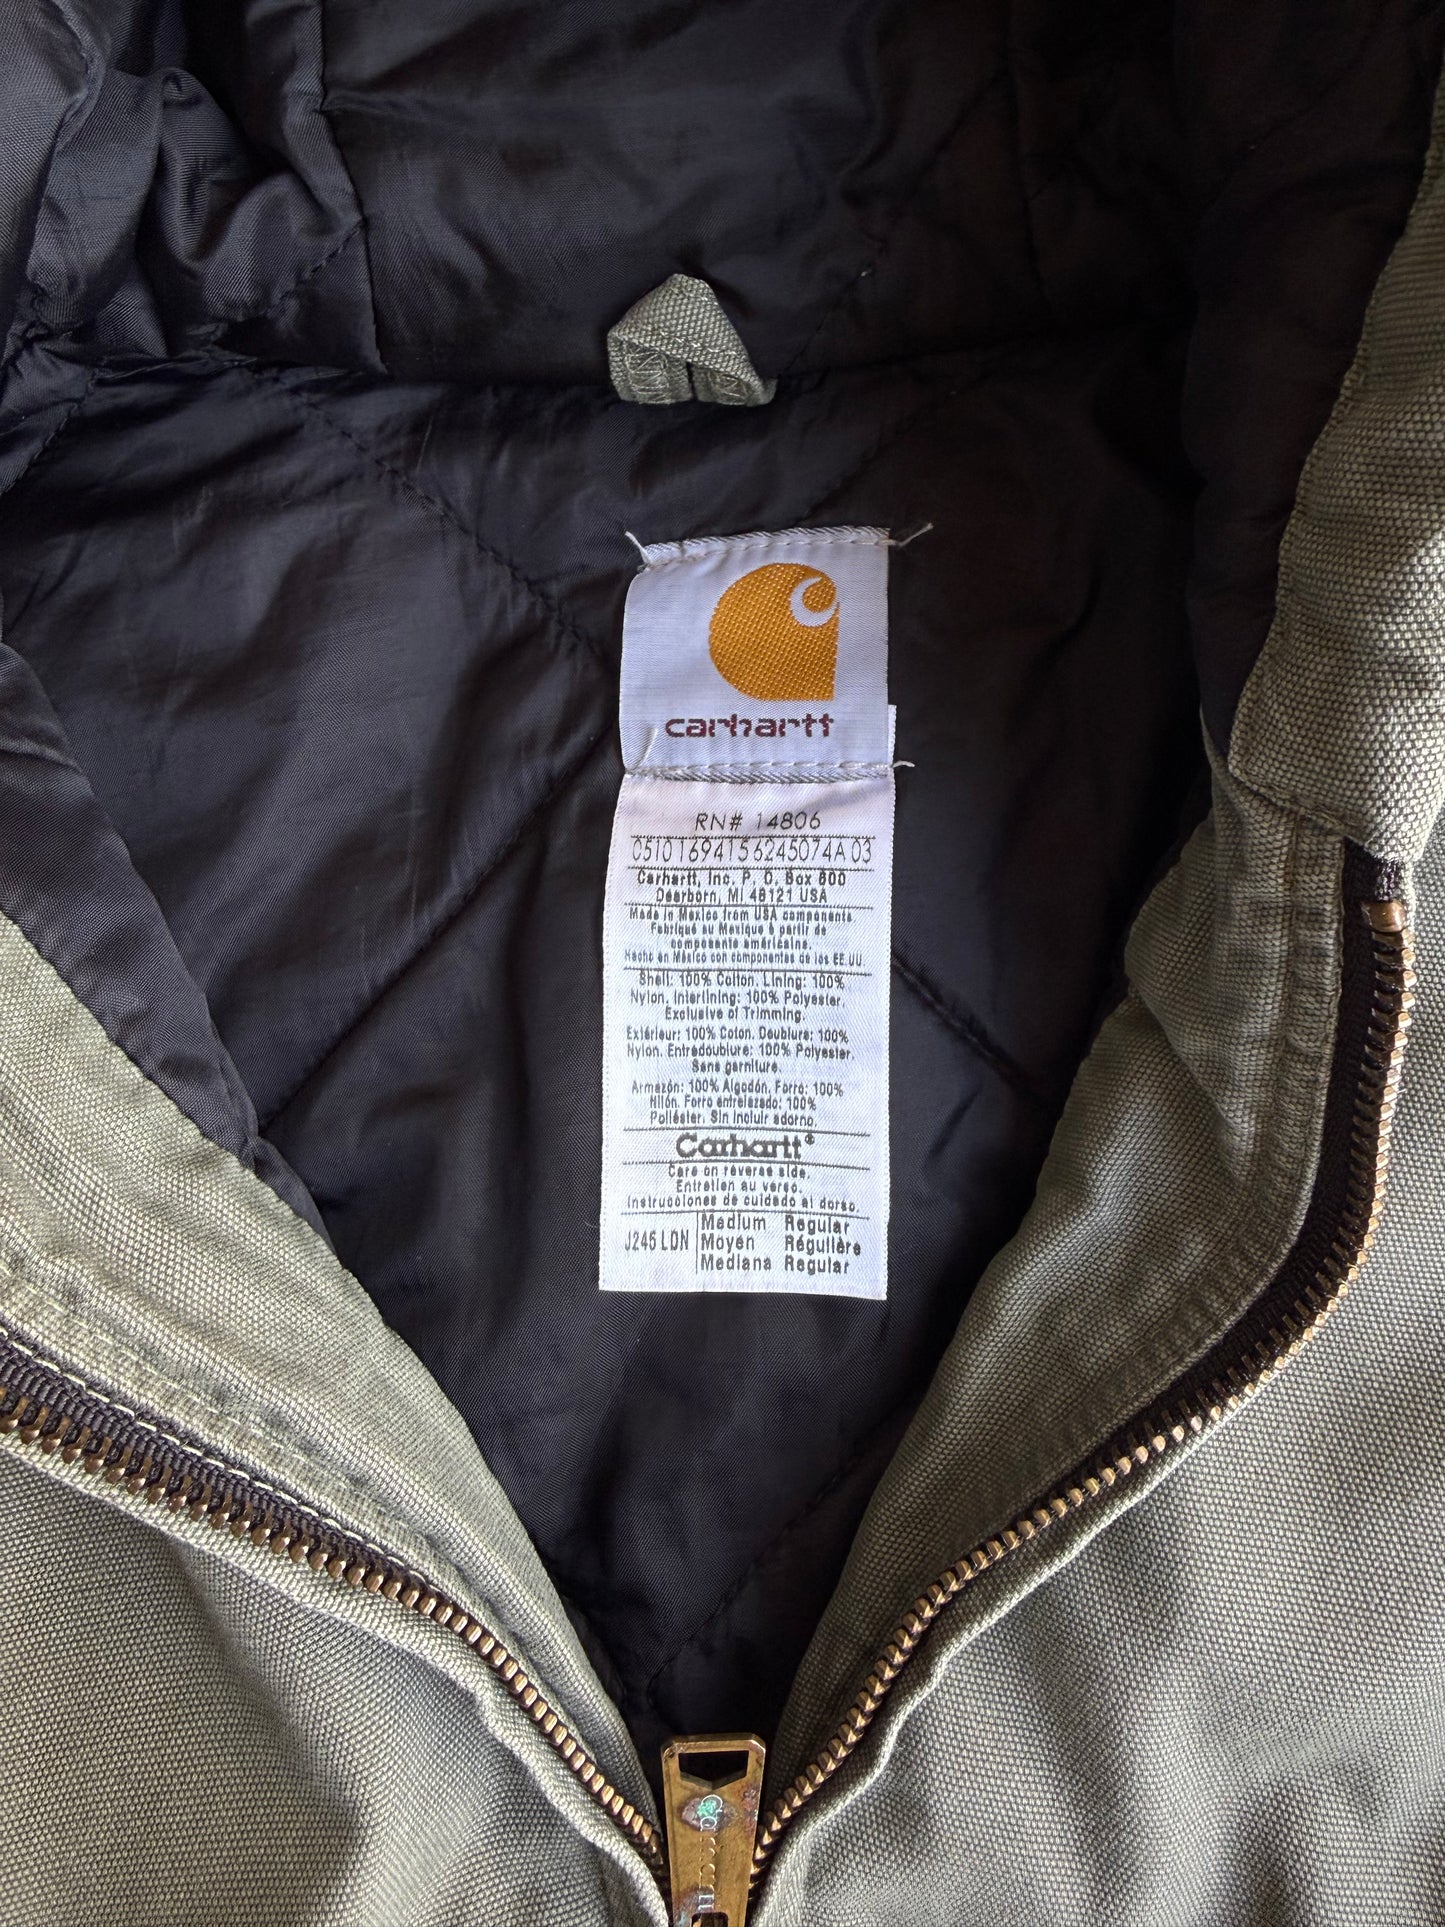 carhartt
RN# 14806
0510169415624507 4A 03
Carhartt, Inc. P. O. Box 600
Dearborn, MI 48121 USA
Made in Mexico from USA components
Fabriqué au Mexique à partir de
composants américains.
Hecho en México con componentes de los EE.UU.
Shell: 100% Cotton. Lining: 100%
Nylon. Interlining: 100% Polyester.
Exclusive of Trimming.
Extérieur: 100% Coton. Doublure: 100%
Nylon. Entredoublure: 100% Polyester.
Sans garniture.
Armazón: 100% Algodón. Forro: 100%
Nilón. Forro entrelazado: 100%
Poliéster. Sin incluir adorno.
Carhartt®
Care on reverse side.
Entretien au verso.
Instrucciones de cuidado al dorso.
J246 LDN Medium Regular
Moyen Régulière
Mediana Regular
Carhartt